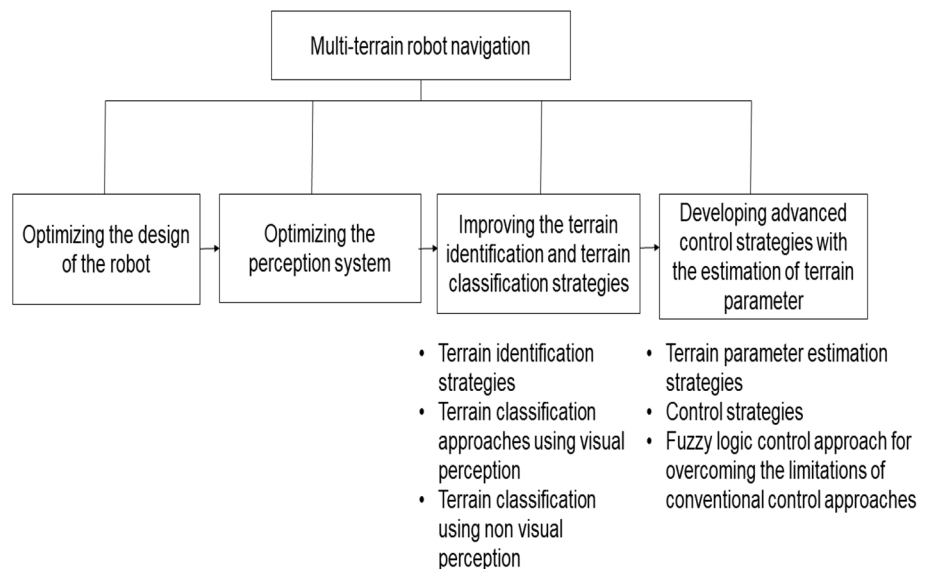 Multi-terrain robot navigation
Optimizing the design
of the robot
Optimizing the
perception system
Improving the terrain
identification and terrain
classification strategies
Developing advanced
control strategies with
the estimation of terrain
parameter
• Terrain identification
strategies
• Terrain classification
approaches using visual
perception
• Terrain classification
using non visual
perception
• Terrain parameter estimation
strategies
• Control strategies
• Fuzzy logic control approach for
overcoming the limitations of
conventional control approaches